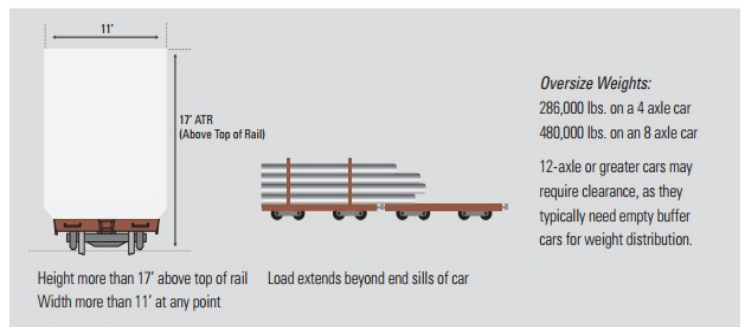 11'
17' ATR
(Above Top of Rail)
Height more than 17' above top of rail
Width more than 11' at any point
Load extends beyond end sills of car
Oversize Weights:
286,000 lbs. on a 4 axle car
480,000 lbs. on an 8 axle car
12-axle or greater cars may
require clearance, as they
typically need empty buffer
cars for weight distribution.